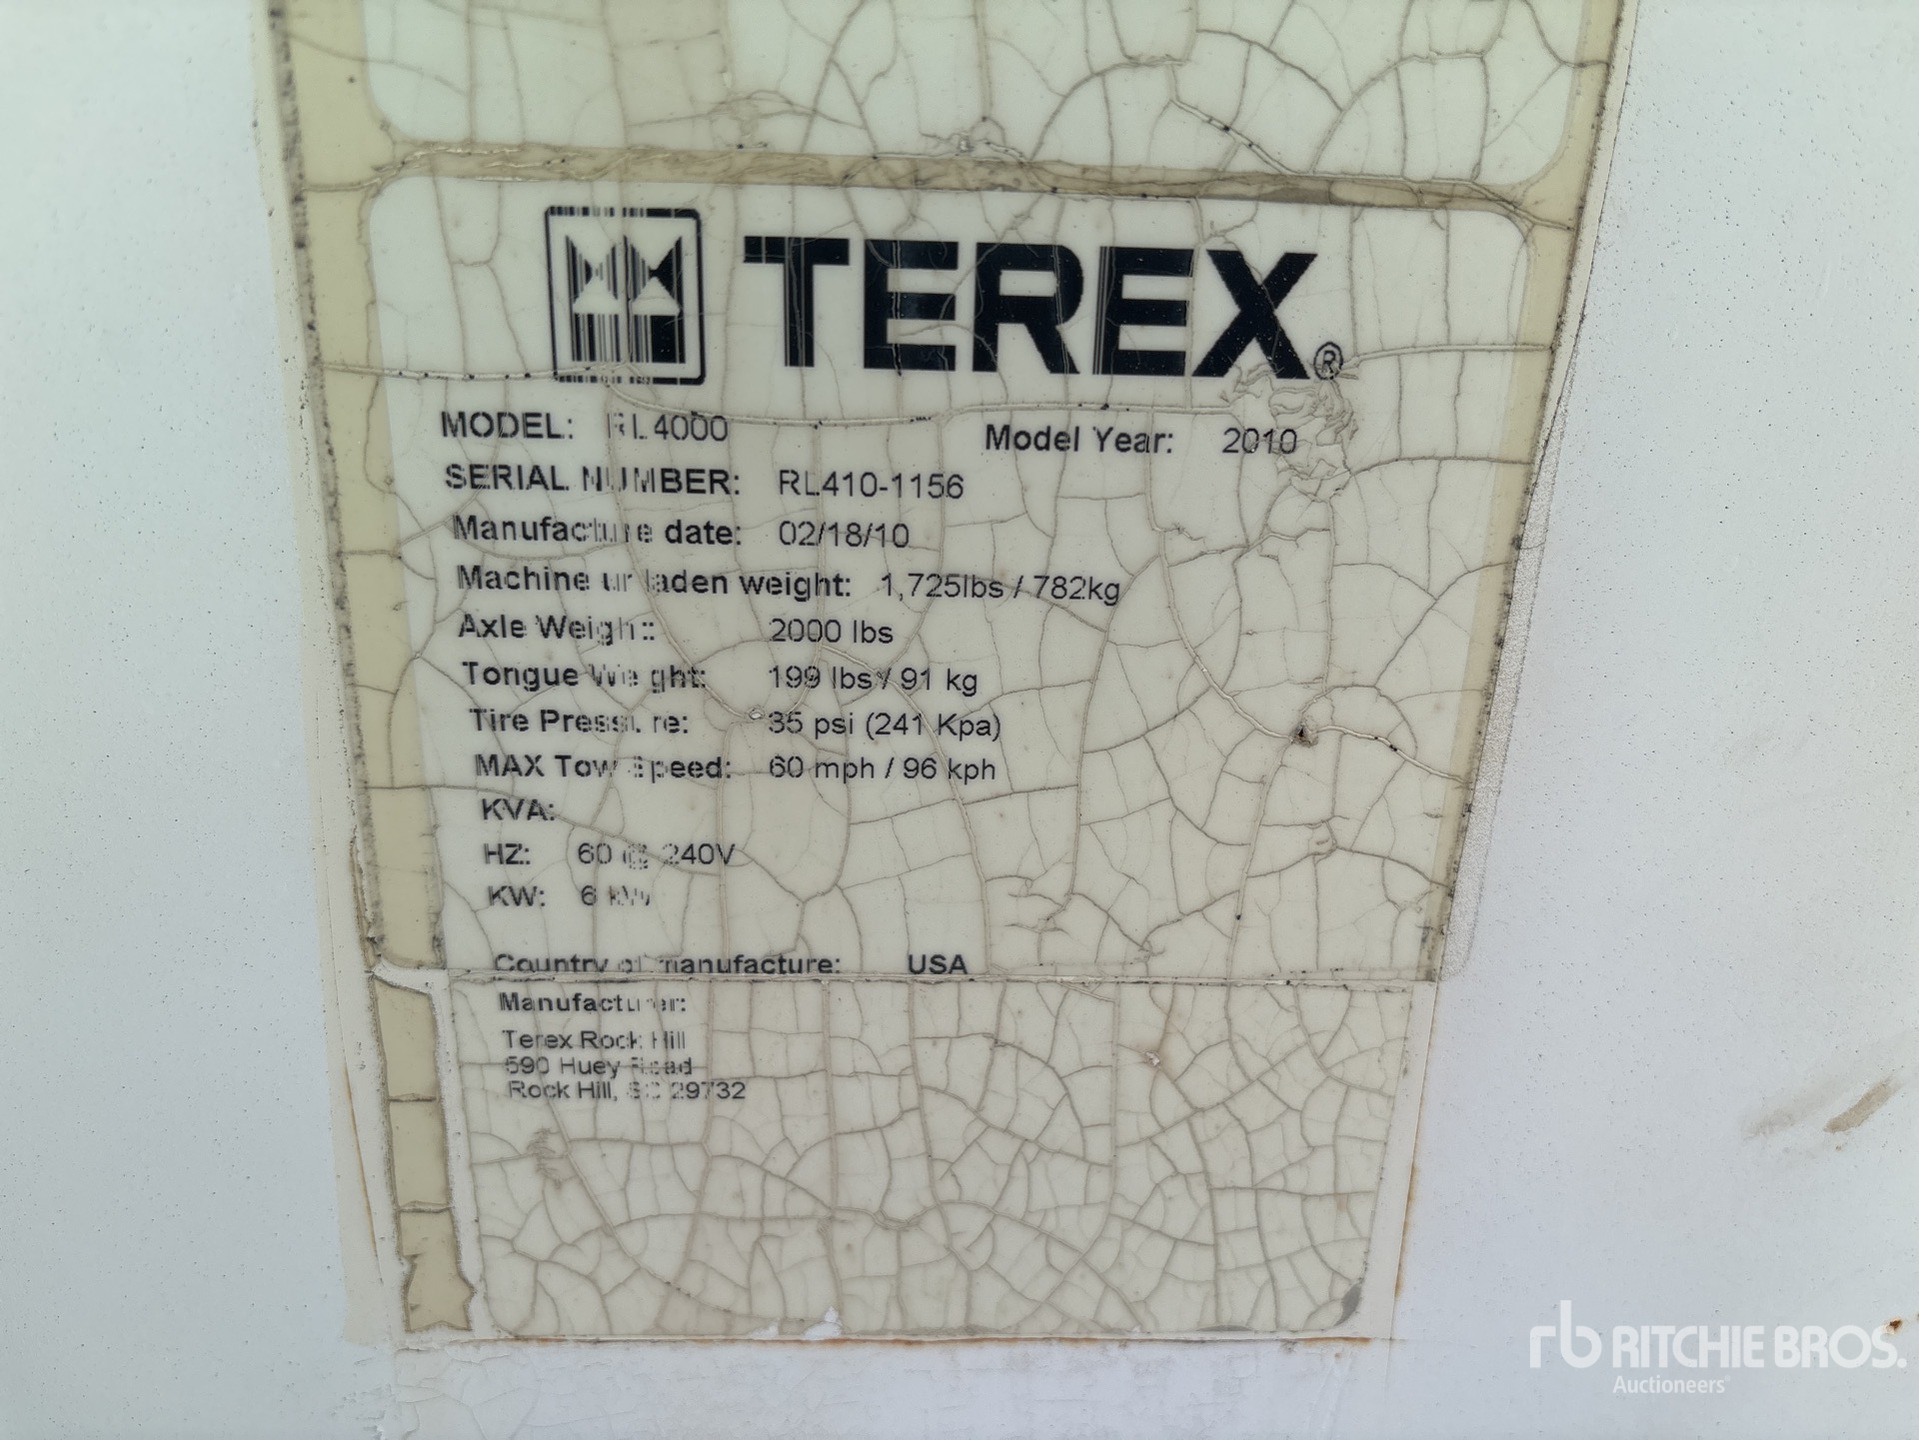 TEREX®
MODEL: RL4000 Model Year: 2010
SERIAL NUMBER: RL410-1156
Manufacture date: 02/18/10
Machine unladen weight: 1,725lbs / 782kg
Axle Weight: 2000 lbs
Tongue Weight: 199 lbs / 91 kg
Tire Pressure: 35 psi (241 Kpa)
MAX Tow Speed: 60 mph / 96 kph
KVA:
HZ: 60 @ 240V
KW: 6 kW
Country of manufacture: USA
Manufacturer:
Terex Rock Hill
590 Huey Road
Rock Hill, SC 29732
rb RITCHIE BROS.
Auctioneers